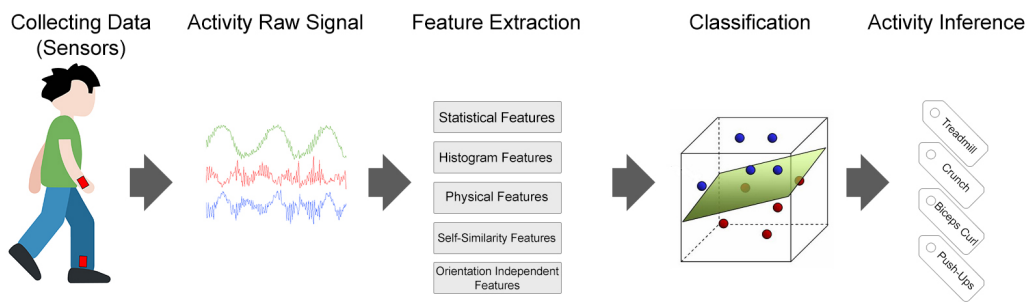 Collecting Data
(Sensors)
Activity Raw Signal
Feature Extraction
Classification
Activity Inference
Statistical Features
Histogram Features
Physical Features
Self-Similarity Features
Orientation Independent
Features
Treadmill
Crunch
Biceps Curl
Push-Ups